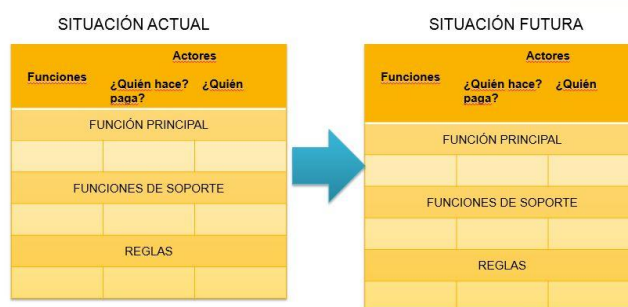 SITUACIÓN ACTUAL
Actores
Funciones
¿Quién hace? ¿Quién
paga?
FUNCIÓN PRINCIPAL
FUNCIONES DE SOPORTE
REGLAS
SITUACIÓN FUTURA
Actores
Funciones
¿Quién hace? ¿Quién
paga?
FUNCIÓN PRINCIPAL
FUNCIONES DE SOPORTE
REGLAS